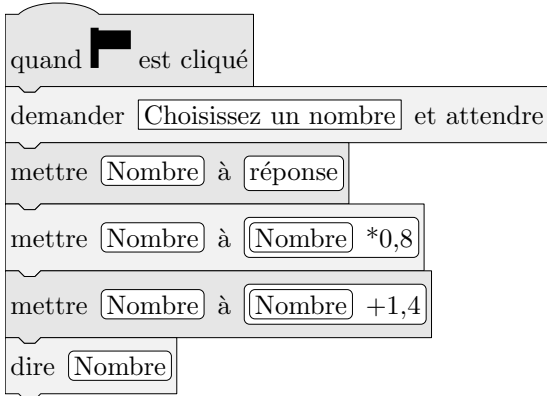 quand est cliqué
demander Choisissez un nombre et attendre
mettre Nombre à réponse
mettre Nombre à Nombre *0,8
mettre Nombre à Nombre +1,4
dire Nombre